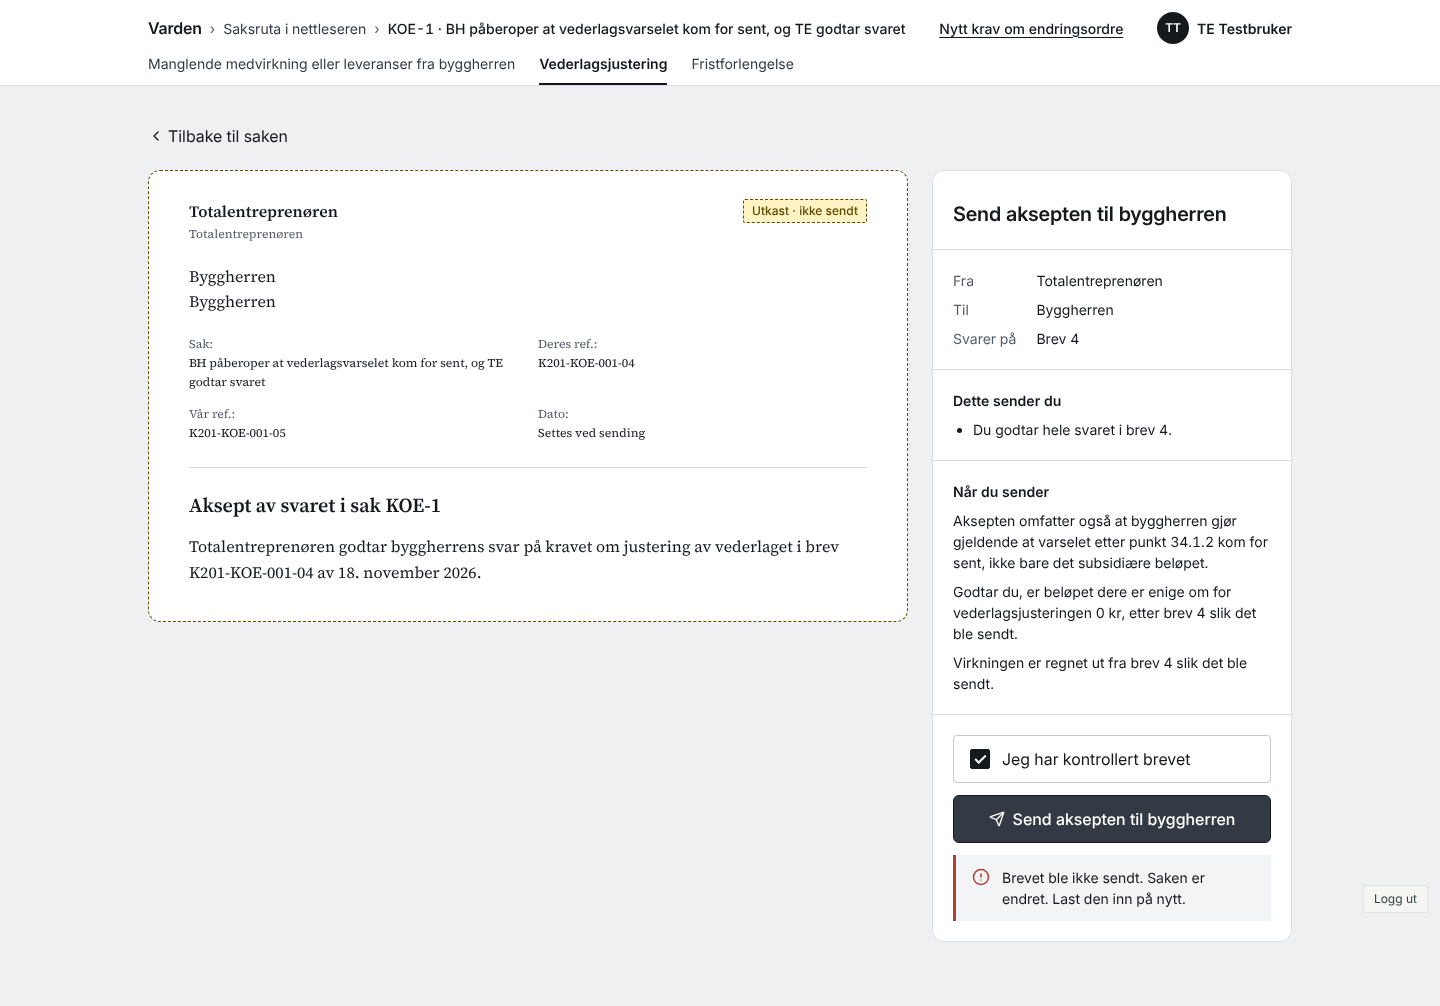 Varden › Saksruta i nettleseren › KOE-1 · BH påberoper at vederlagsvarselet kom for sent, og TE godtar svaret
Nytt krav om endringsordre
TT TE Testbruker
Manglende medvirkning eller leveranser fra byggherren
Vederlagsjustering
Fristforlengelse
Tilbake til saken
Totalentreprenøren
Utkast · ikke sendt
Totalentreprenøren
Byggherren
Byggherren
Sak:
BH påberoper at vederlagsvarselet kom for sent, og TE
godtar svaret
Deres ref.:
K201-KOE-001-04
Vår ref.:
K201-KOE-001-05
Dato:
Settes ved sending
Aksept av svaret i sak KOE-1
Totalentreprenøren godtar byggherrens svar på kravet om justering av vederlaget i brev
K201-KOE-001-04 av 18. november 2026.
Send aksepten til byggherren
Fra Totalentreprenøren
Til Byggherren
Svarer på Brev 4
Dette sender du
• Du godtar hele svaret i brev 4.
Når du sender
Aksepten omfatter også at byggherren gjør
gjeldende at varselet etter punkt 34.1.2 kom for
sent, ikke bare det subsidiære beløpet.
Godtar du, er beløpet dere er enige om for
vederlagsjusteringen 0 kr, etter brev 4 slik det
ble sendt.
Virkningen er regnet ut fra brev 4 slik det ble
sendt.
Jeg har kontrollert brevet
Send aksepten til byggherren
Brevet ble ikke sendt. Saken er
endret. Last den inn på nytt.
Logg ut